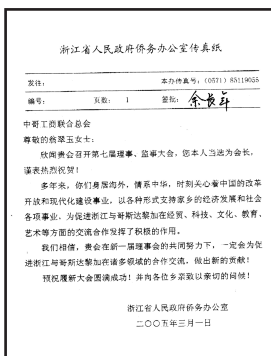 浙江省人民政府侨务办公室传真纸
发往： 本办传真号：(0571) 85119055
编号： 页数： 1 签批： 余长年
中哥工商联合总会
尊敬的翁翠玉女士：
欣闻贵会召开第七届理事、监事大会，您本人当选为会长，
谨表热烈祝贺！
多年来，你们身居海外，情系中华，时刻关心着中国的改革
开放和现代化建设事业，以各种形式支持家乡的经济发展和社会
各项事业，为促进浙江与哥斯达黎加在经贸、科技、文化、教育、
艺术等方面的交流合作发挥了积极的作用。
我们相信，贵会在新一届理事会的共同努力下，一定会为促
进浙江与哥斯达黎加在诸多领域的合作交流，做出新的贡献！
预祝履新大会圆满成功！并向各位乡亲致以亲切的问候！
浙江省人民政府侨务办公室
二〇〇五年三月一日